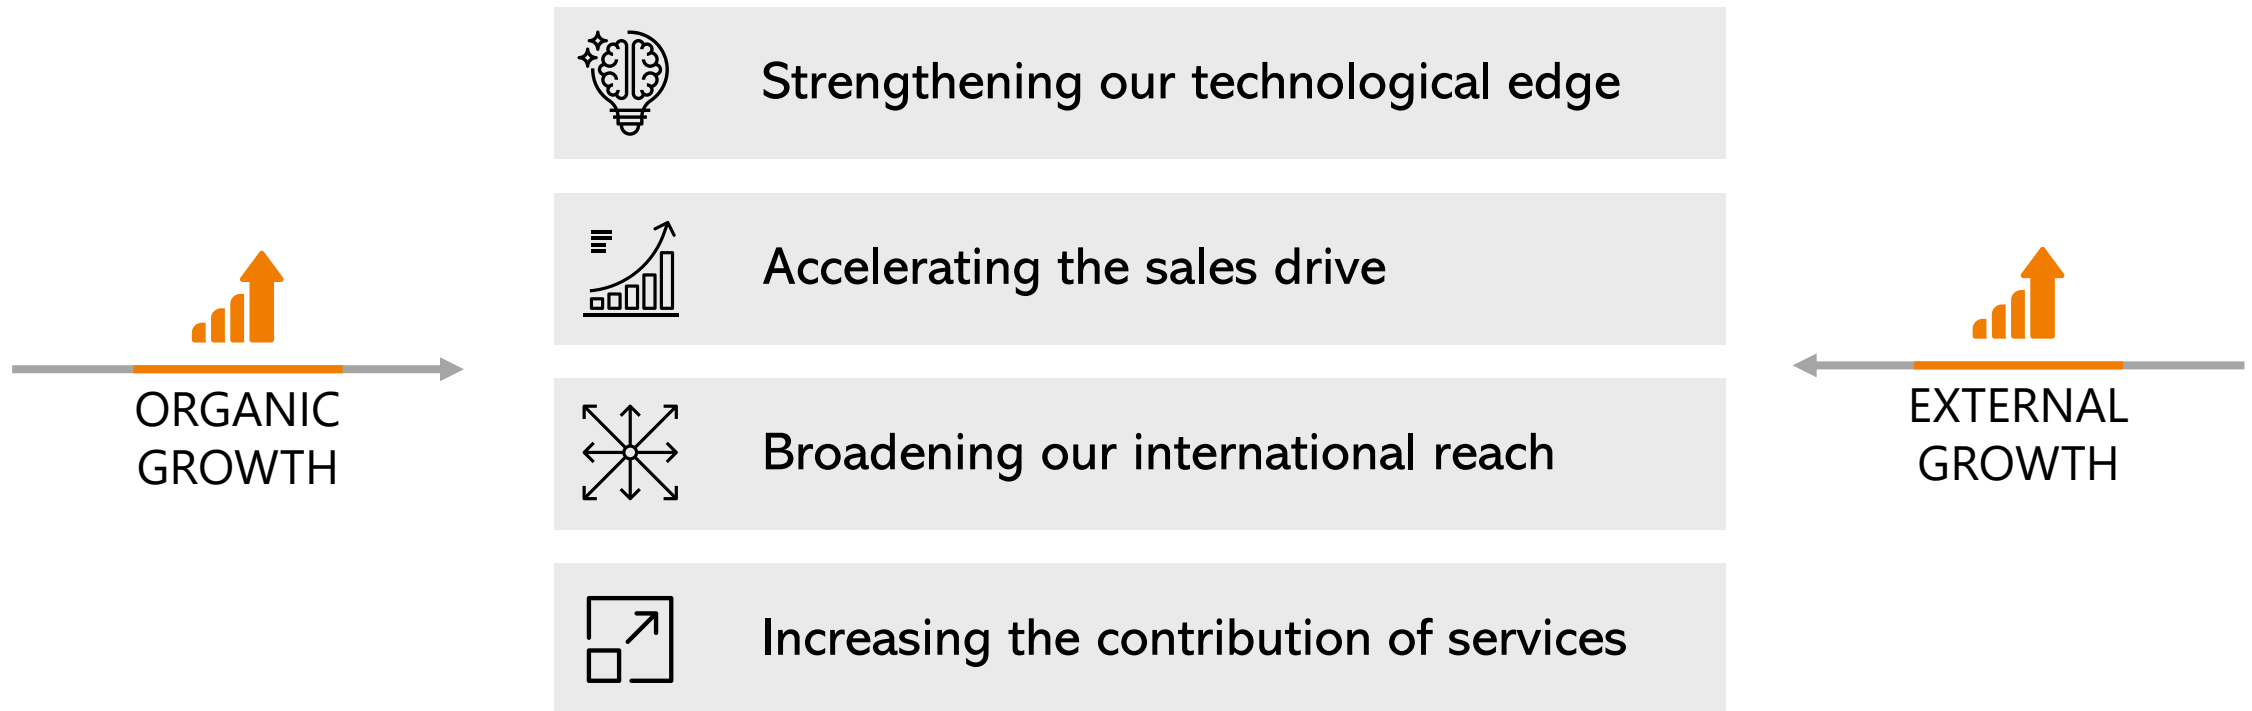 Strengthening our technological edge
Accelerating the sales drive
ORGANIC
GROWTH
EXTERNAL
GROWTH
Broadening our international reach
Increasing the contribution of services